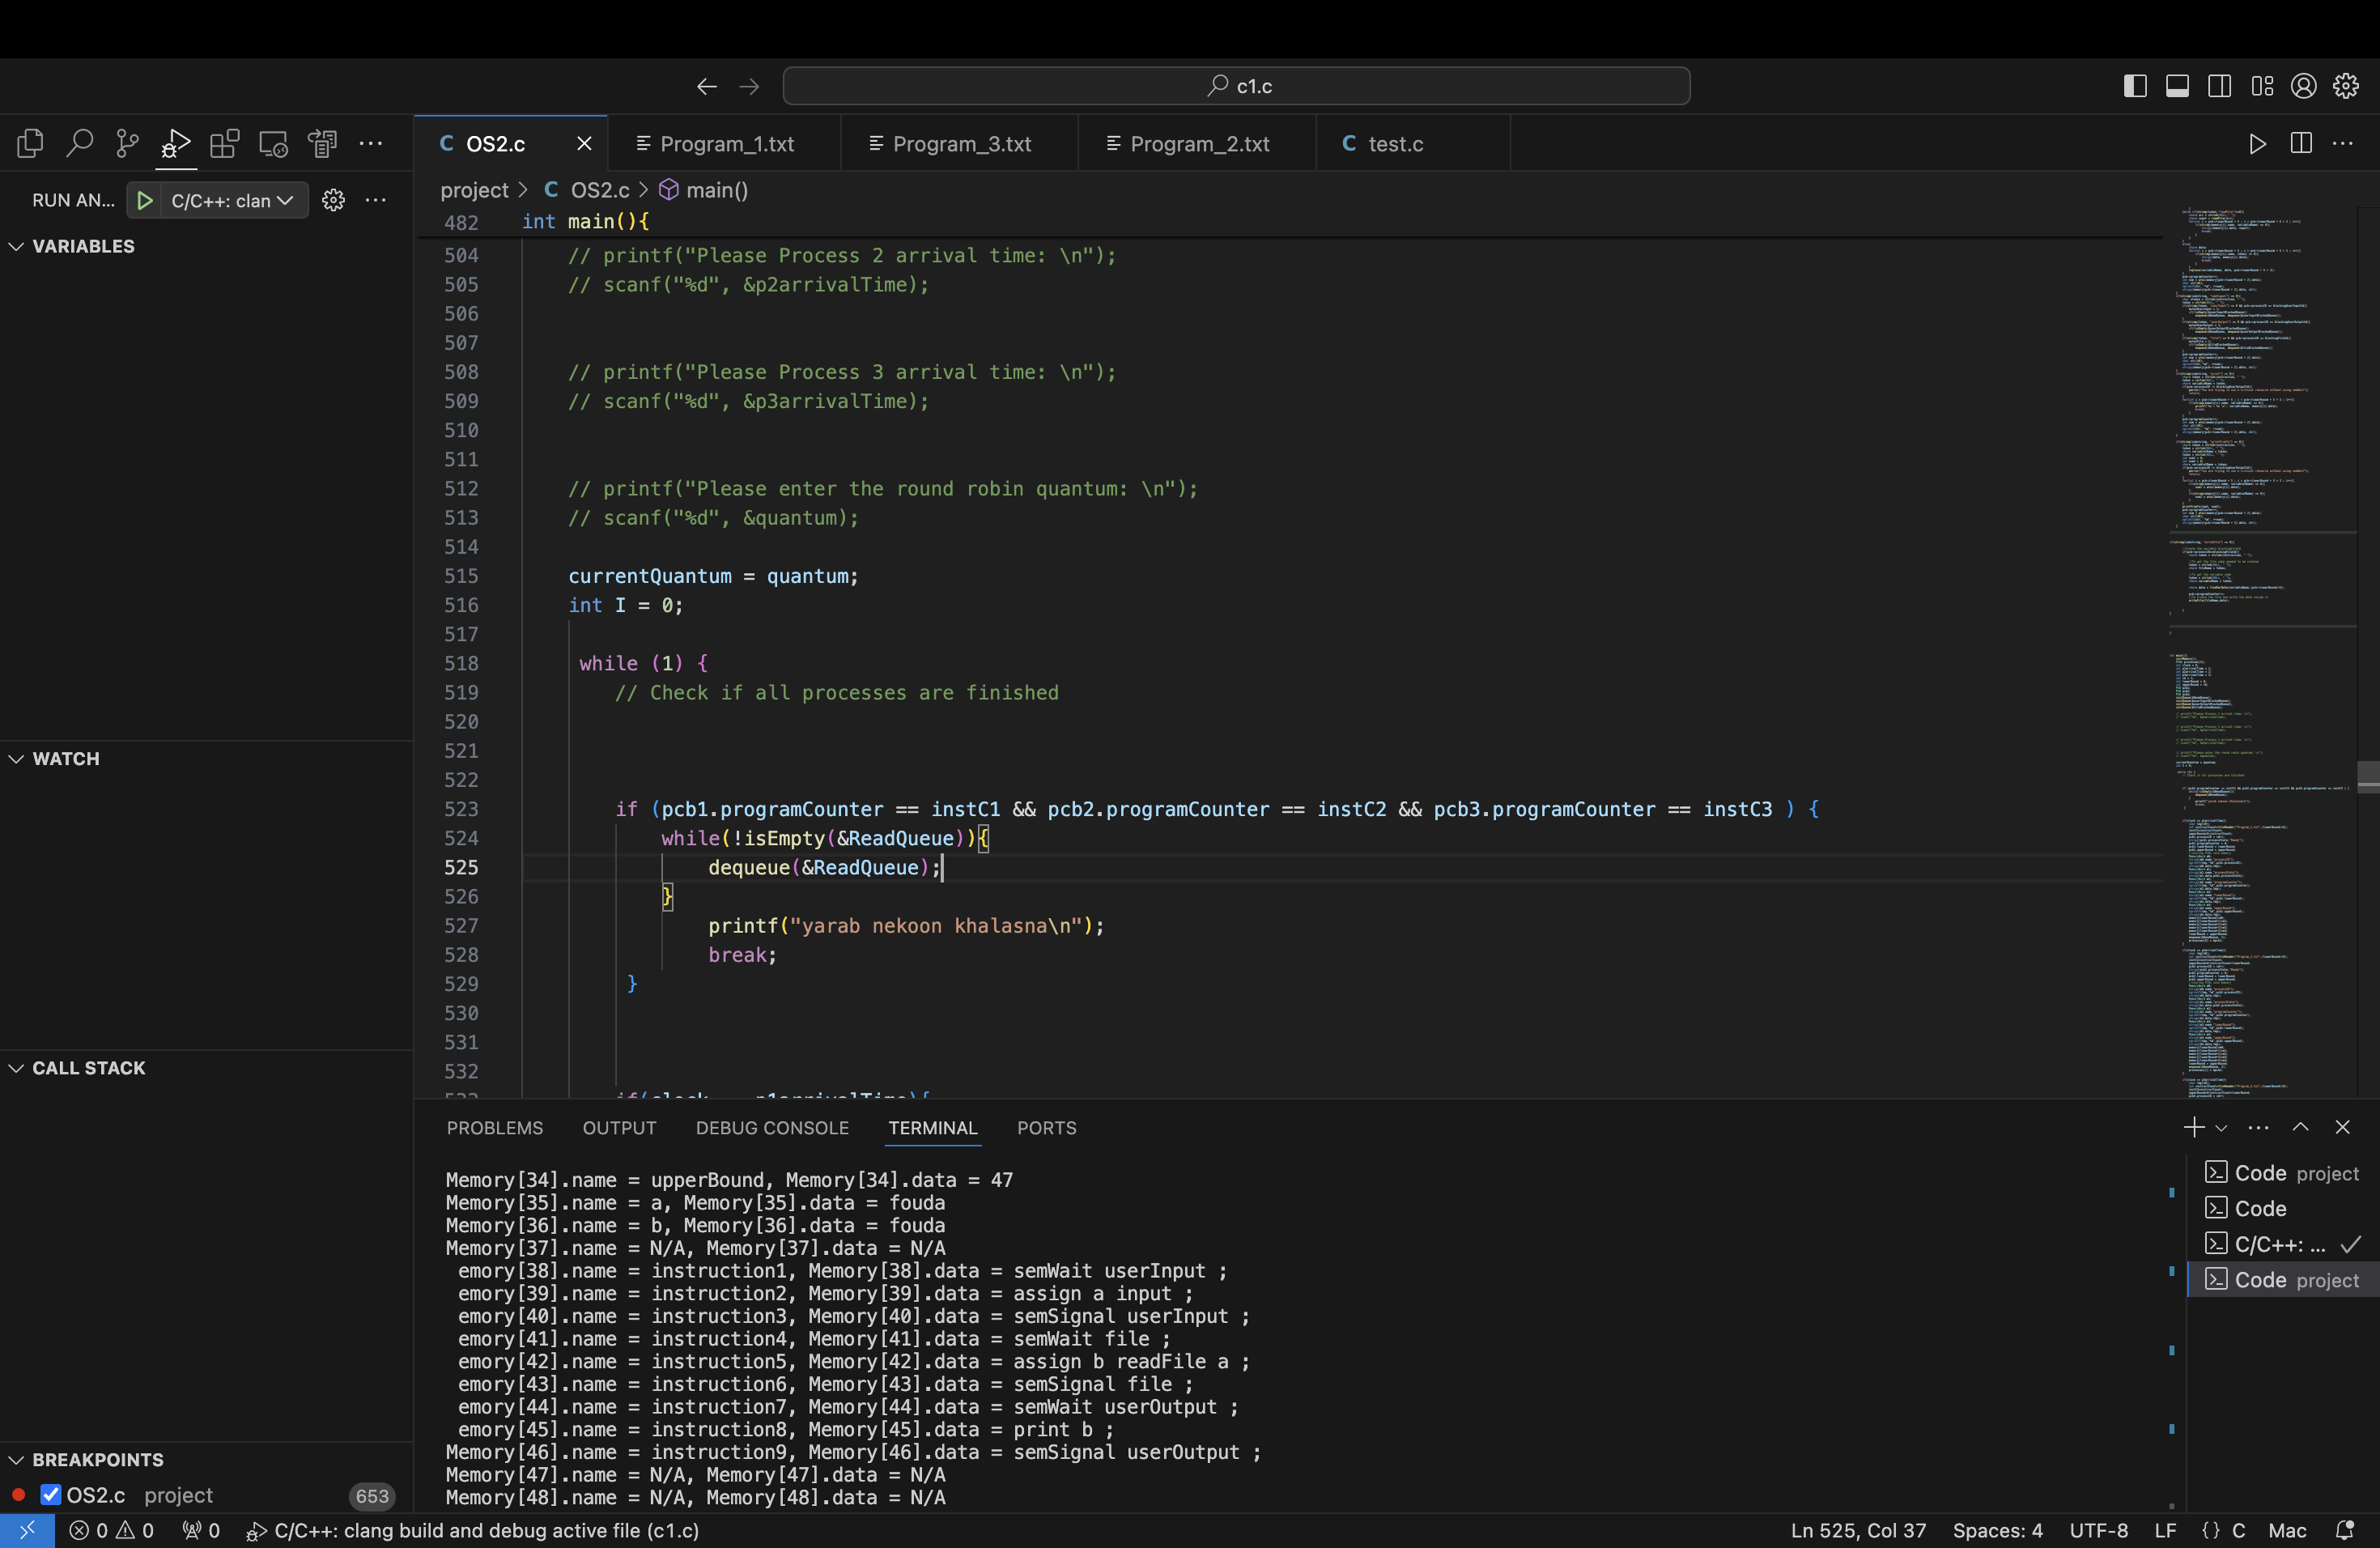 c1.c
OS2.c
Program_1.txt
Program_3.txt
Program_2.txt
test.c
RUN AN...
C/C++: clan
project > C OS2.c > main()
VARIABLES
WATCH
CALL STACK
BREAKPOINTS
OS2.c project 653
482 int main(){
504 // printf("Please Process 2 arrival time: \n");
505 // scanf("%d", &p2arrivalTime);
506
507
508 // printf("Please Process 3 arrival time: \n");
509 // scanf("%d", &p3arrivalTime);
510
511
512 // printf("Please enter the round robin quantum: \n");
513 // scanf("%d", &quantum);
514
515 currentQuantum = quantum;
516 int I = 0;
517
518 while (1) {
519 // Check if all processes are finished
520
521
522
523 if (pcb1.programCounter == instC1 && pcb2.programCounter == instC2 && pcb3.programCounter == instC3 ) {
524 while(!isEmpty(&ReadQueue)){
525 dequeue(&ReadQueue);
526 }
527 printf("yarab nekoon khalasna\n");
528 break;
529 }
530
531
532
PROBLEMS OUTPUT DEBUG CONSOLE TERMINAL PORTS
Memory[34].name = upperBound, Memory[34].data = 47
Memory[35].name = a, Memory[35].data = fouda
Memory[36].name = b, Memory[36].data = fouda
Memory[37].name = N/A, Memory[37].data = N/A
emory[38].name = instruction1, Memory[38].data = semWait userInput ;
emory[39].name = instruction2, Memory[39].data = assign a input ;
emory[40].name = instruction3, Memory[40].data = semSignal userInput ;
emory[41].name = instruction4, Memory[41].data = semWait file ;
emory[42].name = instruction5, Memory[42].data = assign b readFile a ;
emory[43].name = instruction6, Memory[43].data = semSignal file ;
emory[44].name = instruction7, Memory[44].data = semWait userOutput ;
emory[45].name = instruction8, Memory[45].data = print b ;
Memory[46].name = instruction9, Memory[46].data = semSignal userOutput ;
Memory[47].name = N/A, Memory[47].data = N/A
Memory[48].name = N/A, Memory[48].data = N/A
Code project
Code
C/C++: ...
Code project
0 0 0 C/C++: clang build and debug active file (c1.c)
Ln 525, Col 37 Spaces: 4 UTF-8 LF {} C Mac